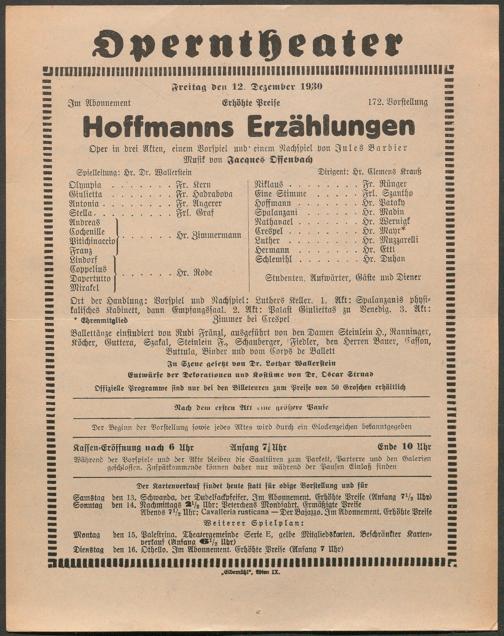 Operntheater
Freitag den 12. Dezember 1930
Im Abonnement Erhöhte Preise 172. Vorstellung
Hoffmanns Erzählungen
Oper in drei Akten, einem Vorspiel und einem Nachspiel von Jules Barbier
Musik von Jacques Offenbach
Spielleitung: Hr. Dr. Wallerstein Dirigent: Hr. Clemens Krauß
Olympia Fr. Kern
Giulietta Fr. Hadrabova
Antonia Fr. Angerer
Stella Frl. Graf
Andreas
Cochenille
Pitichinaccio
Franz
Hr. Zimmermann
Lindorf
Coppelius
Dapertutto
Mirakel
Hr. Rode
Niklaus Fr. Rünger
Eine Stimme Frl. Szantho
Hoffmann Hr. Pataky
Spalanzani Hr. Madin
Nathanael Hr. Wernigk
Crespel Hr. Mayr*
Luther Hr. Muzzarelli
Hermann Hr. Ettl
Schlemihl Hr. Duhan
Studenten, Aufwärter, Gäste und Diener
Ort der Handlung: Vorspiel und Nachspiel: Luthers Keller. 1. Akt: Spalanzanis physi-
kalisches Kabinett, dann Empfangssaal. 2. Akt: Palast Giuliettas zu Venedig. 3. Akt:
* Ehrenmitglied Zimmer bei Crespel
Ballettänze einstudiert von Rudi Fränzl, ausgeführt von den Damen Steinlein H., Ranninger,
Köcher, Guttera, Szakal, Steinlein F., Schauberger, Fiedler, den Herren Bauer, Casson,
Buttula, Binder und vom Corps de Ballett
In Szene gesetzt von Dr. Lothar Wallerstein
Entwürfe der Dekorationen und Kostüme von Dr. Oscar Strnad
Offizielle Programme sind nur bei den Billeteuren zum Preise von 50 Groschen erhältlich
Nach dem ersten Akt eine größere Pause
Der Beginn der Vorstellung sowie jedes Aktes wird durch ein Glockenzeichen bekanntgegeben
Kassen-Eröffnung nach 6 Uhr Anfang 7 Uhr Ende 10 Uhr
Während der Vorspiele und der Akte bleiben die Saaltüren zum Parkett, Parterre und den Galerien
geschlossen. Zuspätkommende können daher nur während der Pausen Einlaß finden
Der Kartenverkauf findet heute statt für obige Vorstellung und für
Samstag den 13. Schwanda, der Dudelsackpfeifer. Im Abonnement. Erhöhte Preise (Anfang 7 1/2 Uhr)
Sonntag den 14. Nachmittags 2 1/2 Uhr: Peterchens Mondfahrt. Ermäßigte Preise
Abends 7 1/2 Uhr: Cavalleria rusticana — Der Bajazzo. Im Abonnement. Erhöhte Preise
Weiterer Spielplan:
Montag den 15. Palestrina. Theatergemeinde Serie E, gelbe Mitgliedskarten. Beschränkter Karten-
verkauf (Anfang 6 1/2 Uhr)
Dienstag den 16. Othello. Im Abonnement. Erhöhte Preise (Anfang 7 Uhr)
„Elbemühl“, Wien IX.